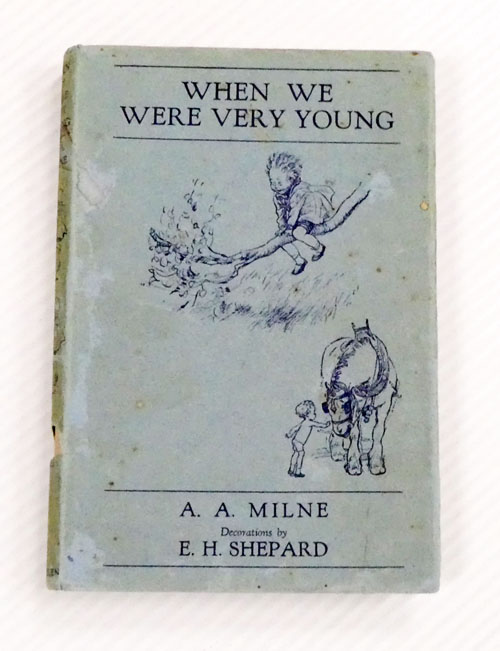 WHEN WE
WERE VERY YOUNG
A. A. MILNE
Decorations by
E. H. SHEPARD